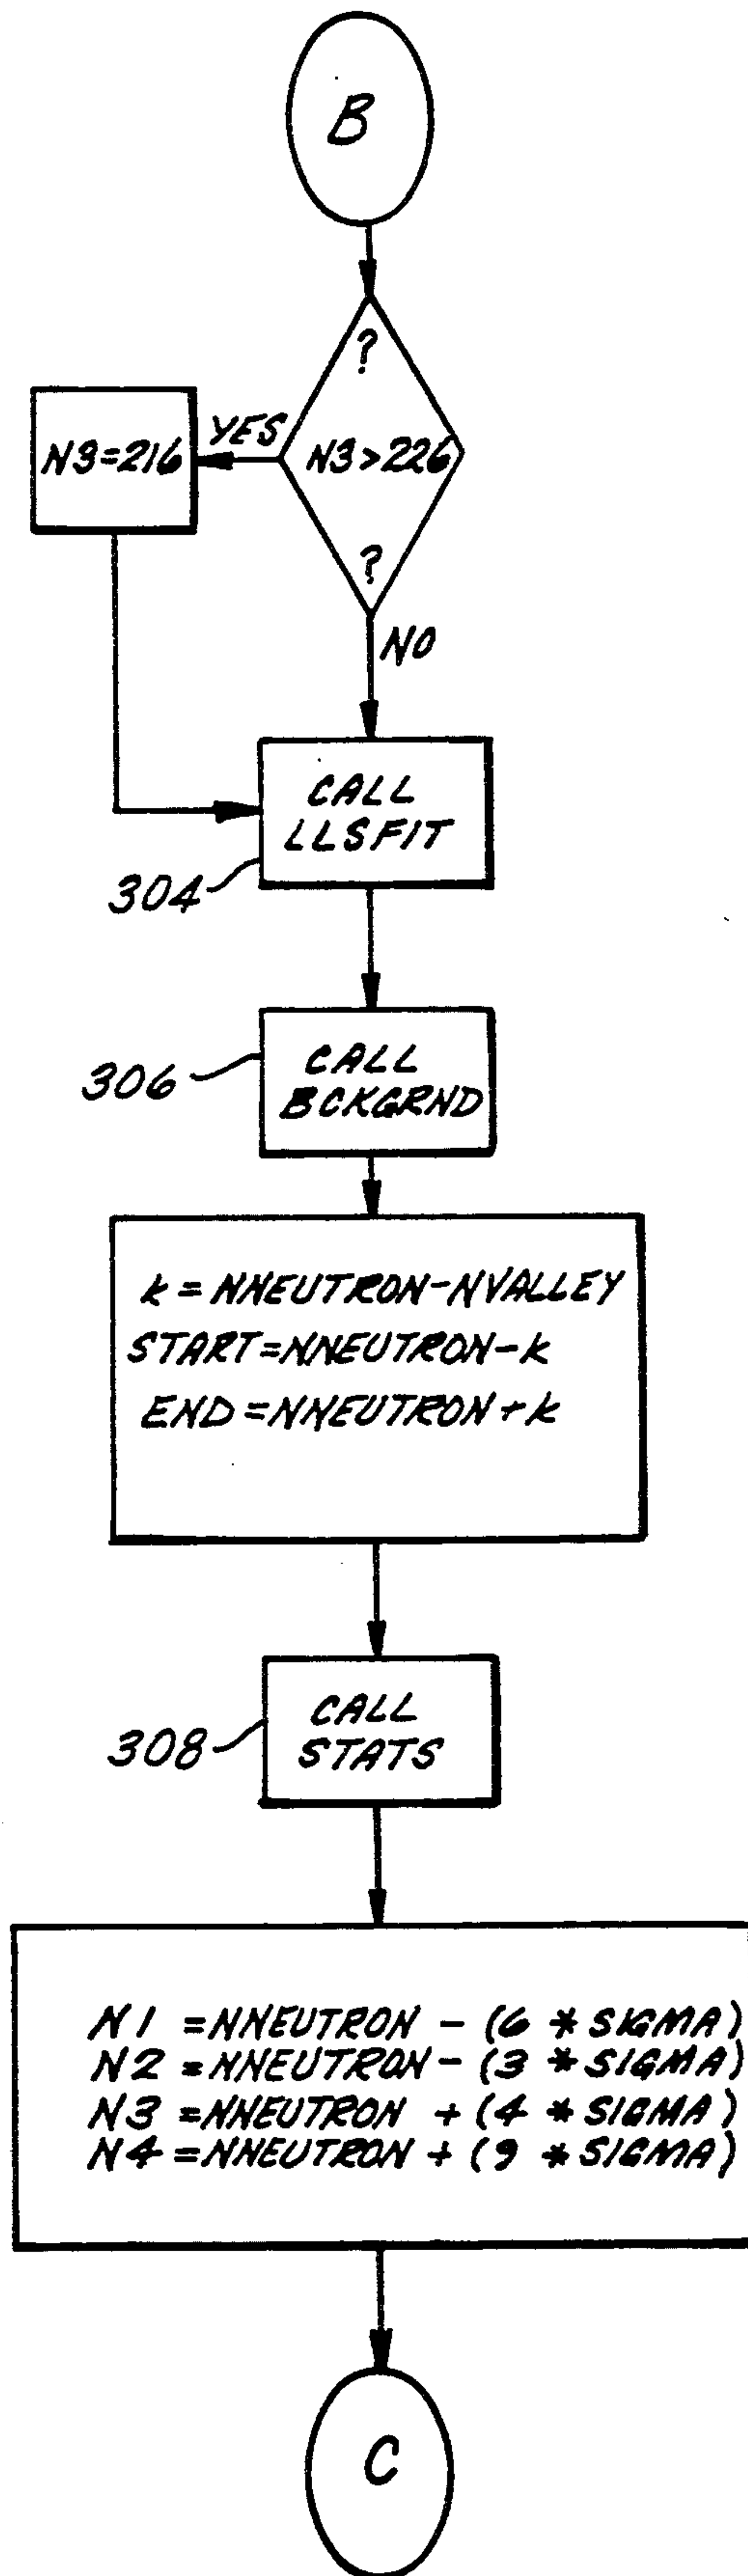 B
?
N3=216
YES
N3>226
?
NO
CALL
LLSFIT
304
CALL
BCKGRND
306
k=NNEUTRON-NVALLEY
START=NNEUTRON-k
END=NNEUTRON+k
CALL
STATS
308
N1 =NNEUTRON - (6 * SIGMA)
N2 =NNEUTRON - (3 * SIGMA)
N3 =NNEUTRON + (4 * SIGMA)
N4 =NNEUTRON + (9 * SIGMA)
C